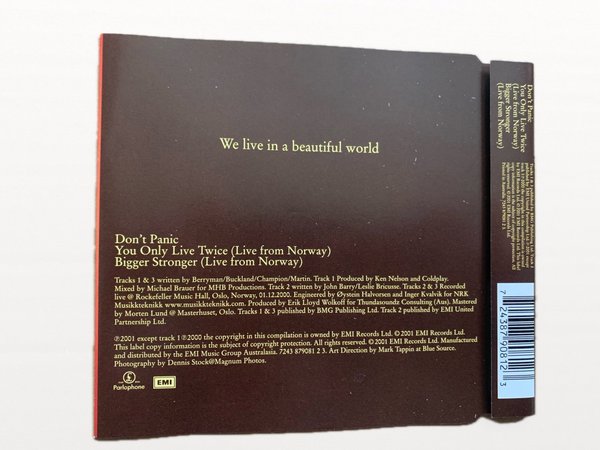 We live in a beautiful world
Don't Panic
You Only Live Twice (Live from Norway)
Bigger Stronger (Live from Norway)
Tracks 1 & 3 written by Berryman/Buckland/Champion/Martin. Track 1 Produced by Ken Nelson and Coldplay.
Mixed by Michael Brauer for MHB Productions. Track 2 written by John Barry/Leslie Bricusse. Tracks 2 & 3 Recorded
live @ Rockefeller Music Hall, Oslo, Norway, 01.12.2000. Engineered by Øystein Halvorsen and Inger Kvalvik for NRK
Musikkteknikk www.musikkteknikk.com. Produced by Erik Lloyd Wolkoff for Thundasoundz Consulting (Aus). Mastered
by Morten Lund @ Masterhuset, Oslo. Tracks 1 & 3 published by BMG Publishing Ltd. Track 2 published by EMI United
Partnership Ltd.
℗2001 except track 1 ℗2000 the copyright in this compilation is owned by EMI Records Ltd. ©2001 EMI Records Ltd.
This label copy information is the subject of copyright protection. All rights reserved. ©2001 EMI Records Ltd. Manufactured
and distributed by the EMI Music Group Australasia. 7243 879081 2 3. Art Direction by Mark Tappin at Blue Source.
Photography by Dennis Stock@Magnum Photos.
Parlophone
EMI
Don't Panic
You Only Live Twice
(Live from Norway)
Bigger Stronger
(Live from Norway)
7 24387 90812 3